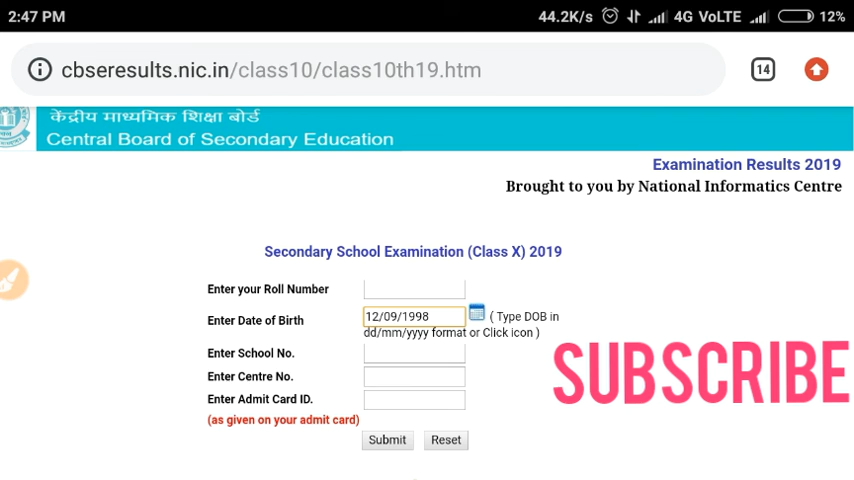 2:47 PM 44.2K/s 4G VoLTE 12%
cbseresults.nic.in/class10/class10th19.htm 14
केंद्रीय माध्यमिक शिक्षा बोर्ड
Central Board of Secondary Education
Examination Results 2019
Brought to you by National Informatics Centre
Secondary School Examination (Class X) 2019
Enter your Roll Number
Enter Date of Birth 12/09/1998 ( Type DOB in
dd/mm/yyyy format or Click icon )
Enter School No.
Enter Centre No.
Enter Admit Card ID.
(as given on your admit card)
Submit Reset
SUBSCRIBE